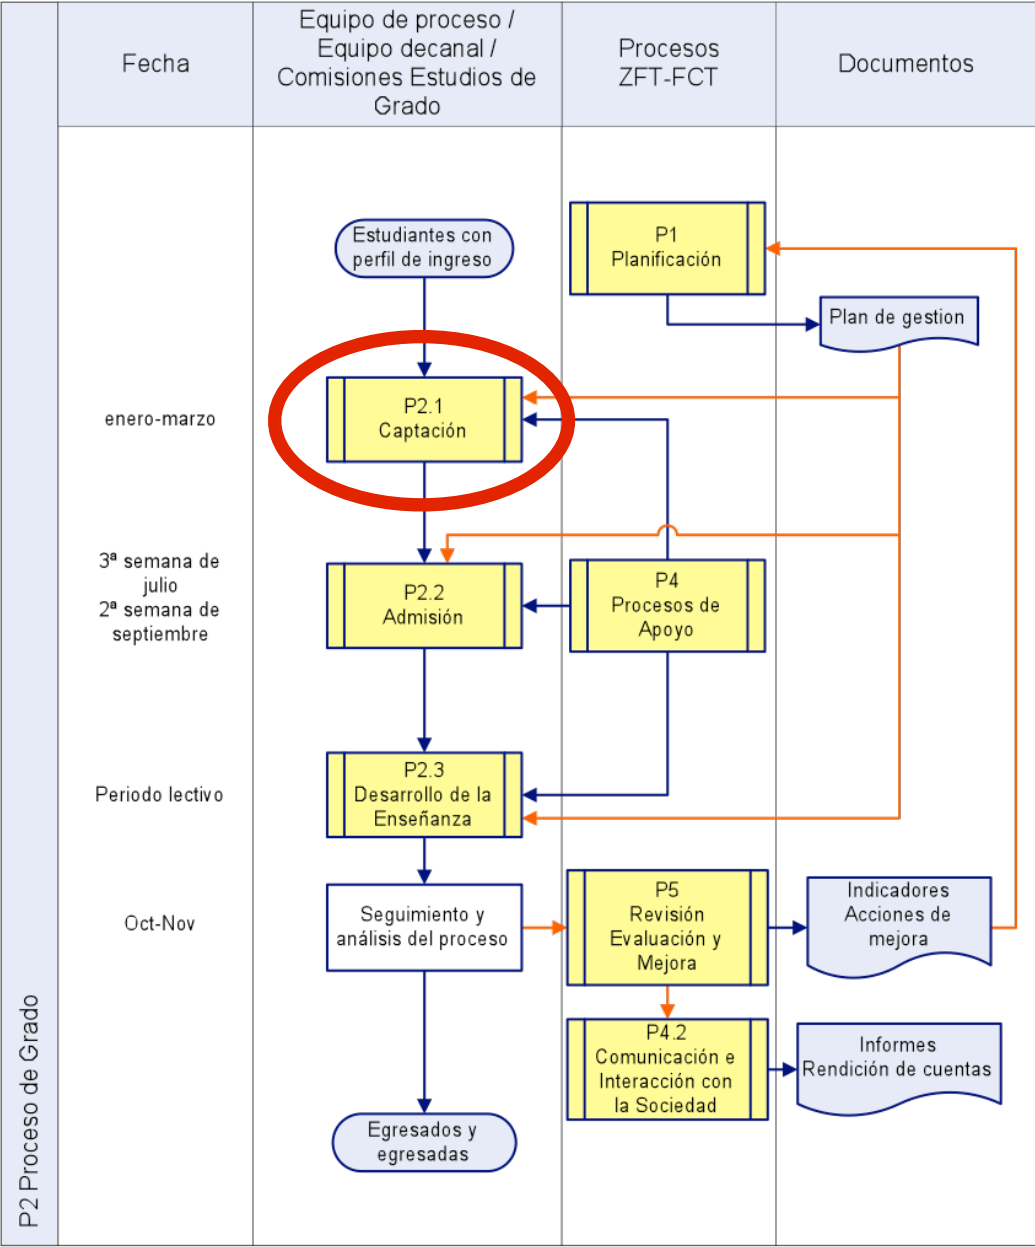 Fecha
Equipo de proceso /
Equipo decanal /
Comisiones Estudios de
Grado
Procesos
ZFT-FCT
Documentos
Estudiantes con
perfil de ingreso
P1
Planificación
Plan de gestion
enero-marzo
P2.1
Captación
3ª semana de
julio
2ª semana de
septiembre
P2.2
Admisión
P4
Procesos de
Apoyo
Periodo lectivo
P2.3
Desarrollo de la
Enseñanza
Oct-Nov
Seguimiento y
análisis del proceso
P5
Revisión
Evaluación y
Mejora
Indicadores
Acciones de
mejora
P4.2
Comunicación e
Interacción con
la Sociedad
Informes
Rendición de cuentas
Egresados y
egresadas
P2 Proceso de Grado